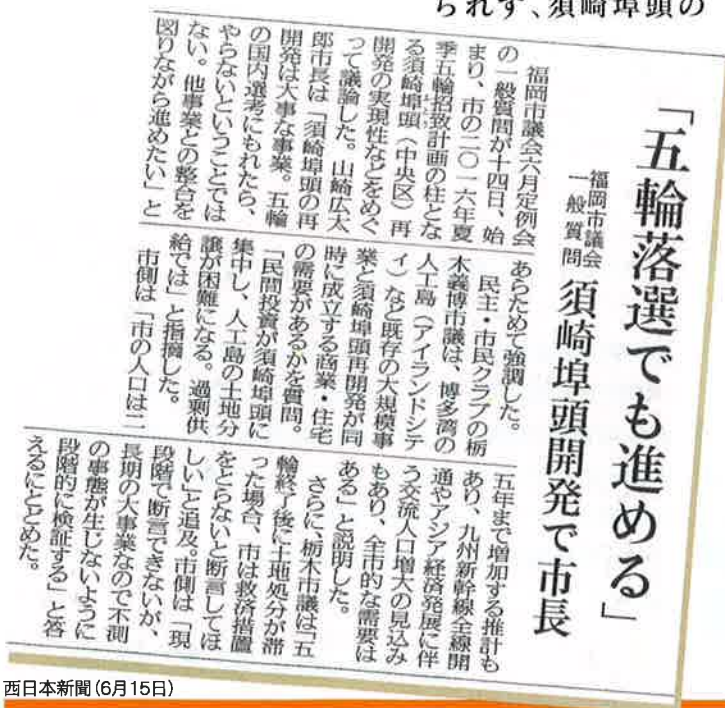 られず、須崎埠頭の
「五輪落選でも進める」
福岡市議会
一般質問
須崎埠頭開発で市長
福岡市議会六月定例会
の一般質問が十四日、始
まり、市の二〇一六年夏
季五輪招致計画の柱とな
る須崎埠頭(中央区)再
開発の実現性などをめぐ
って議論した。山崎広太
郎市長は「須崎埠頭の再
開発は大事な事業。五輪
の国内選考にもれたら、
やらないということでは
ない。他事業との整合を
図りながら進めたい」と
あらためて強調した。
民主・市民クラブの栃
木義博市議は、博多湾の
人工島(アイランドシテ
ィ)など既存の大規模事
業と須崎埠頭再開発が同
時に成立する商業・住宅
の需要があるかを質問。
「民間投資が須崎埠頭に
集中し、人工島の土地分
譲が困難になる。過剰供
給では」と指摘した。
市側は「市の人口は二
五年まで増加する推計も
あり、九州新幹線全線開
通やアジア経済発展に伴
う交流人口増大の見込み
もあり、全市的な需要は
ある」と説明した。
さらに、栃木市議は「五
輪終了後に土地処分が滞
った場合、市は救済措置
をとらないと断言してほ
しい」と追及。市側は「現
段階で断言できないが、
長期の大事業なので不測
の事態が生じないように
段階的に検証する」と答
えるにとどめた。
西日本新聞(6月15日)